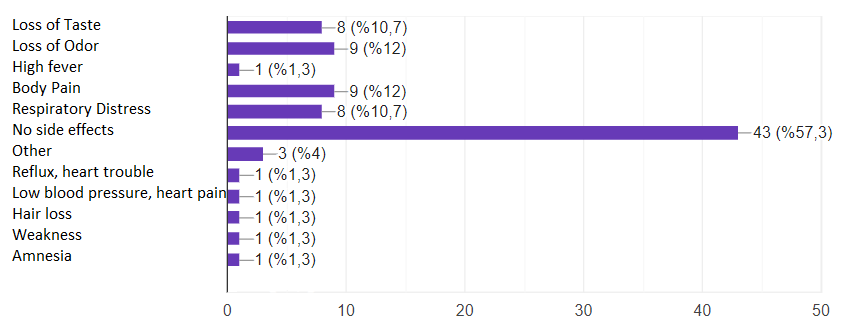 Loss of Taste 8 (%10,7)
Loss of Odor 9 (%12)
High fever 1 (%1,3)
Body Pain 9 (%12)
Respiratory Distress 8 (%10,7)
No side effects 43 (%57,3)
Other 3 (%4)
Reflux, heart trouble 1 (%1,3)
Low blood pressure, heart pain 1 (%1,3)
Hair loss 1 (%1,3)
Weakness 1 (%1,3)
Amnesia 1 (%1,3)
0 10 20 30 40 50